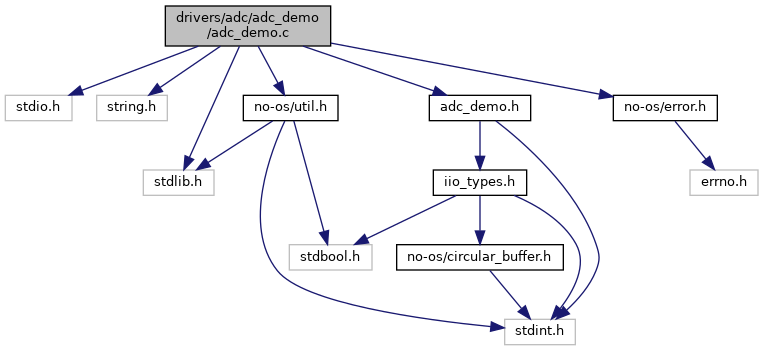 drivers/adc/adc_demo
/adc_demo.c
stdio.h
string.h
no-os/util.h
adc_demo.h
no-os/error.h
stdlib.h
iio_types.h
errno.h
stdbool.h
no-os/circular_buffer.h
stdint.h